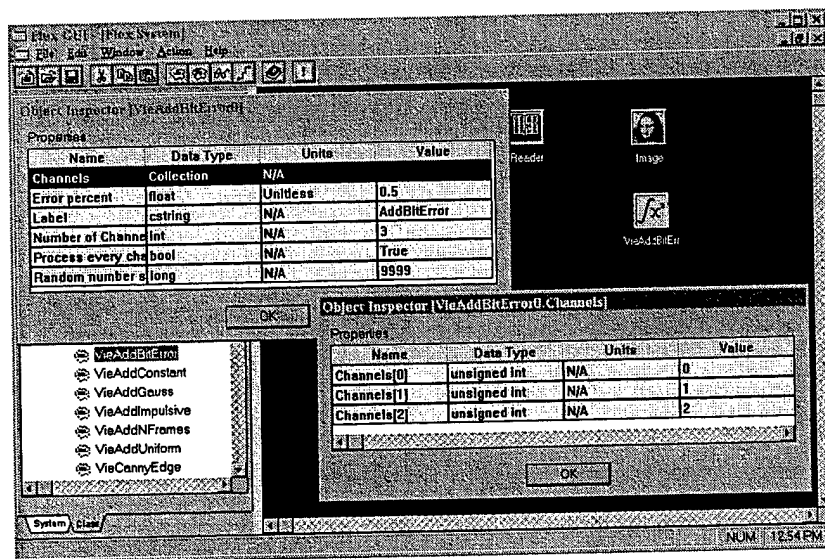 Flux GUI - [Flux System]
File Edit Window Action Help
Object Inspector [VieAddBitError0]
Properties
Name Data Type Units Value
Channels Collection N/A
Error percent float Unitless 0.5
Label cstring N/A AddBitError
Number of Channe int N/A 3
Process every cha bool N/A True
Random number s long N/A 9999
OK
Reader
Image
VieAddBitErr
Object Inspector [VieAddBitError0.Channels]
Properties
Name Data Type Units Value
Channels[0] unsigned int N/A 0
Channels[1] unsigned int N/A 1
Channels[2] unsigned int N/A 2
OK
VieAddBitError
VieAddConstant
VieAddGauss
VieAddImpulsive
VieAddNFrames
VieAddUniform
VieCannyEdge
System Class
NUM 12:54 PM